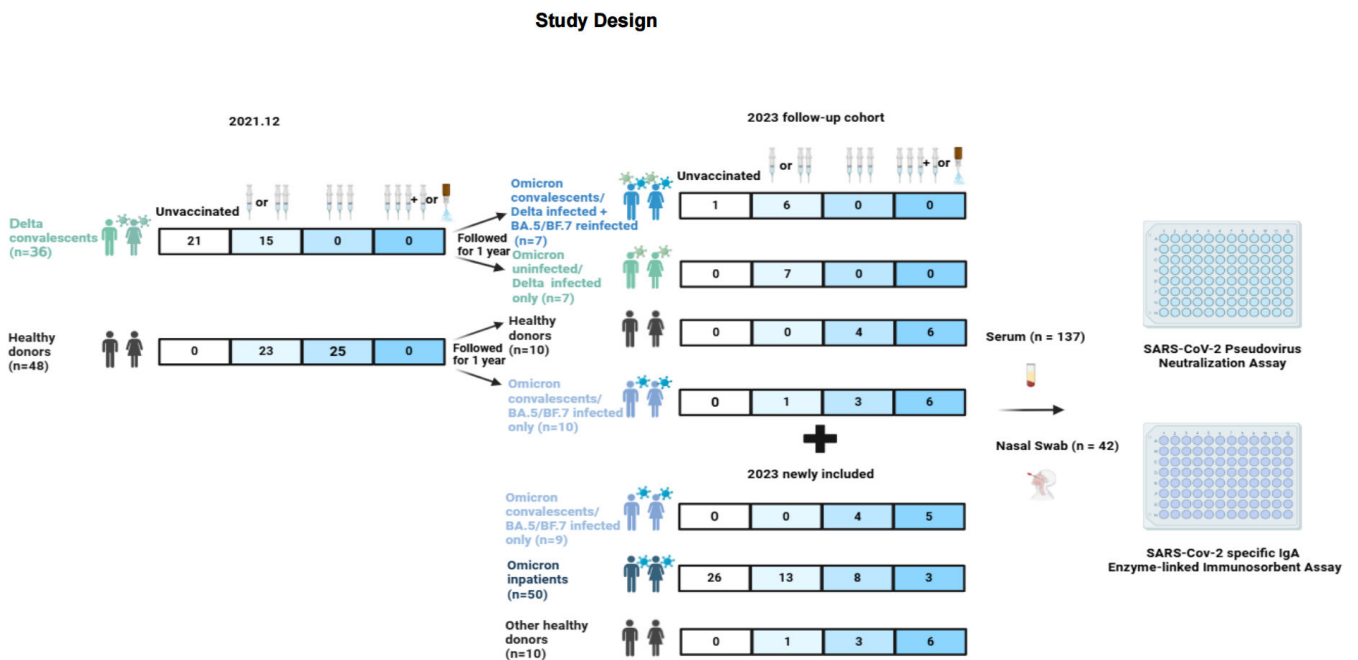 Study Design
2021.12
Unvaccinated
or
+
or
Delta
convalescents
(n=36)
21
15
0
0
Followed
for 1 year
Healthy
donors
(n=48)
0
23
25
0
Followed
for 1 year
2023 follow-up cohort
Unvaccinated
or
+
or
Omicron
convalescents/
Delta infected +
BA.5/BF.7 reinfected
(n=7)
1
6
0
0
Omicron
uninfected/
Delta infected
only (n=7)
0
7
0
0
Healthy
donors
(n=10)
0
0
4
6
Omicron
convalescents/
BA.5/BF.7 infected
only (n=10)
0
1
3
6
2023 newly included
Omicron
convalescents/
BA.5/BF.7 infected
only (n=9)
0
0
4
5
Omicron
inpatients
(n=50)
26
13
8
3
Other healthy
donors
(n=10)
0
1
3
6
Serum (n = 137)
Nasal Swab (n = 42)
SARS-CoV-2 Pseudovirus
Neutralization Assay
SARS-Cov-2 specific IgA
Enzyme-linked Immunosorbent Assay